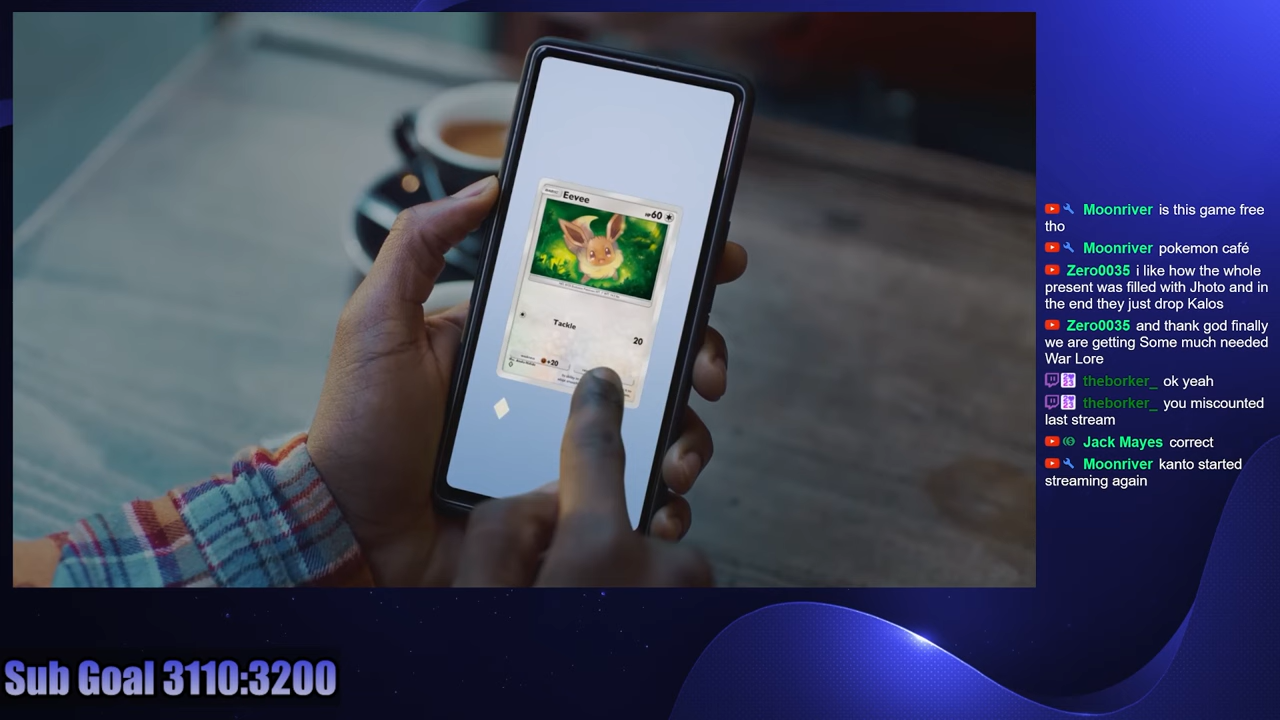 Eevee
60
Tackle
20
+20
Moonriver is this game free
tho
Moonriver pokemon café
Zero0035 i like how the whole
present was filled with Jhoto and in
the end they just drop Kalos
Zero0035 and thank god finally
we are getting Some much needed
War Lore
theborker_ ok yeah
theborker_ you miscounted
last stream
Jack Mayes correct
Moonriver kanto started
streaming again
Sub Goal 3110:3200